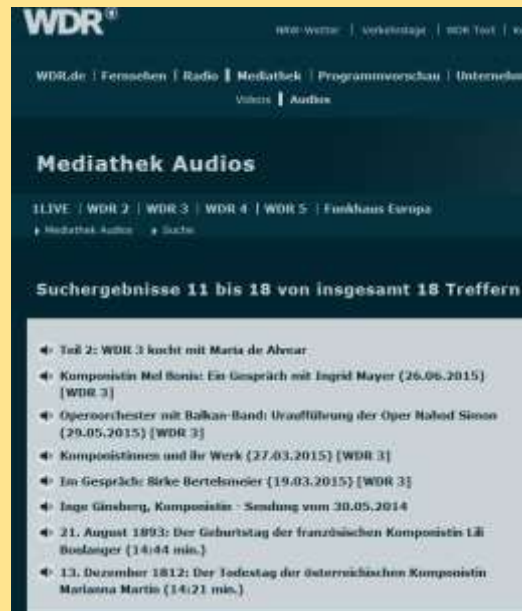 WDR®
NRW-Wetter | Verkehrslage | WDR Text |
WDR.de | Fernsehen | Radio | Mediathek | Programmvorschau | Unternehm
Videos | Audios
Mediathek Audios
1LIVE | WDR 2 | WDR 3 | WDR 4 | WDR 5 | Funkhaus Europa
Mediathek Audios Suche
Suchergebnisse 11 bis 18 von insgesamt 18 Treffern
Teil 2: WDR 3 kocht mit Maria de Alvear
Komponistin Mel Bonis: Ein Gespräch mit Ingrid Mayer (26.06.2015)
[WDR 3]
Opernorchester mit Balkan-Band: Uraufführung der Oper Nahod Simon
(29.05.2015) [WDR 3]
Komponistinnen und ihr Werk (27.03.2015) [WDR 3]
Im Gespräch: Birke Bertelsmeier (19.03.2015) [WDR 3]
Inge Ginsberg, Komponistin - Sendung vom 30.05.2014
21. August 1893: Der Geburtstag der französischen Komponistin Lili
Boulanger (14:44 min.)
13. Dezember 1812: Der Todestag der österreichischen Komponistin
Marianna Martin (14:21 min.)